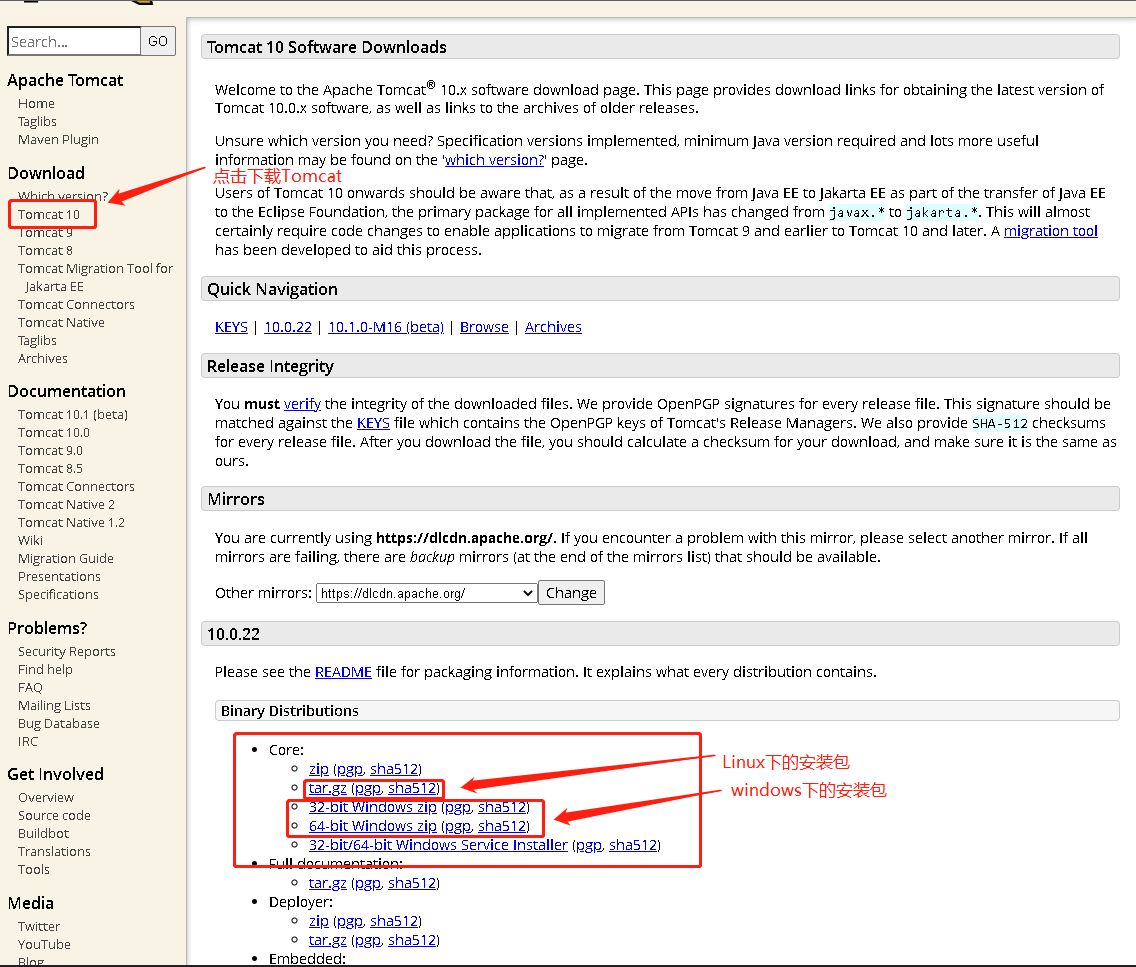 Search...
GO
Apache Tomcat
Home
Taglibs
Maven Plugin
Download
Which version?
Tomcat 10
Tomcat 9
Tomcat 8
Tomcat Migration Tool for
Jakarta EE
Tomcat Connectors
Tomcat Native
Taglibs
Archives
Documentation
Tomcat 10.1 (beta)
Tomcat 10.0
Tomcat 9.0
Tomcat 8.5
Tomcat Connectors
Tomcat Native 2
Tomcat Native 1.2
Wiki
Migration Guide
Presentations
Specifications
Problems?
Security Reports
Find help
FAQ
Mailing Lists
Bug Database
IRC
Get Involved
Overview
Source code
Buildbot
Translations
Tools
Media
Twitter
YouTube
Blog
Tomcat 10 Software Downloads
Welcome to the Apache Tomcat® 10.x software download page. This page provides download links for obtaining the latest version of
Tomcat 10.0.x software, as well as links to the archives of older releases.
Unsure which version you need? Specification versions implemented, minimum Java version required and lots more useful
information may be found on the 'which version?' page.
点击下载Tomcat
Users of Tomcat 10 onwards should be aware that, as a result of the move from Java EE to Jakarta EE as part of the transfer of Java EE
to the Eclipse Foundation, the primary package for all implemented APIs has changed from javax.* to jakarta.*. This will almost
certainly require code changes to enable applications to migrate from Tomcat 9 and earlier to Tomcat 10 and later. A migration tool
has been developed to aid this process.
Quick Navigation
KEYS | 10.0.22 | 10.1.0-M16 (beta) | Browse | Archives
Release Integrity
You must verify the integrity of the downloaded files. We provide OpenPGP signatures for every release file. This signature should be
matched against the KEYS file which contains the OpenPGP keys of Tomcat's Release Managers. We also provide SHA-512 checksums
for every release file. After you download the file, you should calculate a checksum for your download, and make sure it is the same as
ours.
Mirrors
You are currently using https://dlcdn.apache.org/. If you encounter a problem with this mirror, please select another mirror. If all
mirrors are failing, there are backup mirrors (at the end of the mirrors list) that should be available.
Other mirrors: https://dlcdn.apache.org/ Change
10.0.22
Please see the README file for packaging information. It explains what every distribution contains.
Binary Distributions
Core:
zip (pgp, sha512)
Linux下的安装包
tar.gz (pgp, sha512)
windows下的安装包
32-bit Windows zip (pgp, sha512)
64-bit Windows zip (pgp, sha512)
32-bit/64-bit Windows Service Installer (pgp, sha512)
Full documentation:
tar.gz (pgp, sha512)
Deployer:
zip (pgp, sha512)
tar.gz (pgp, sha512)
Embedded: